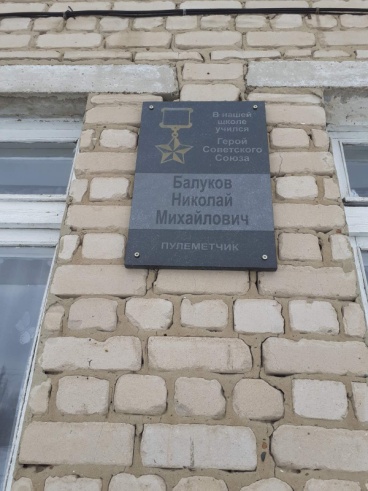 В нашей
школе учился
Герой
Советского
Союза
Балуков
Николай
Михайлович
ПУЛЕМЕТЧИК